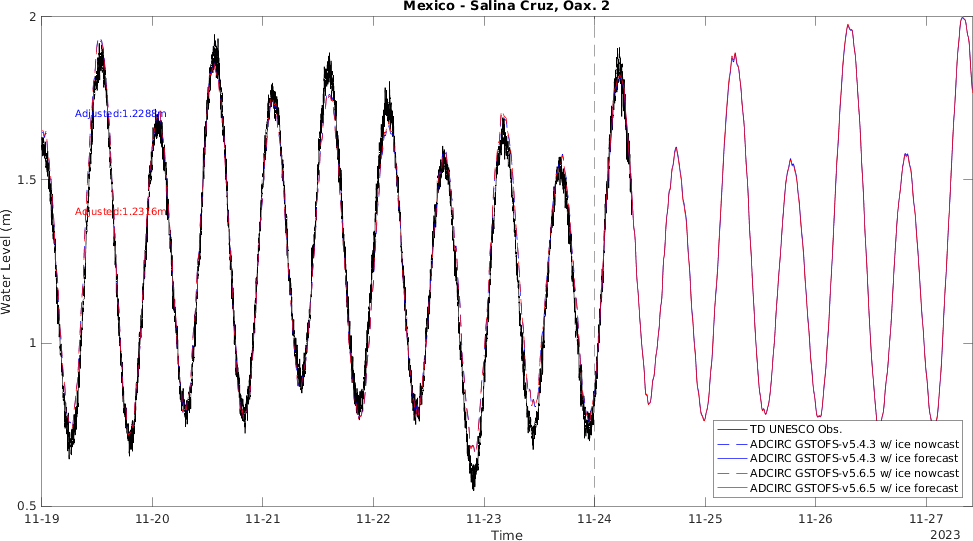 Mexico - Salina Cruz, Oax. 2
2
1.5
1
0.5
Water Level (m)
Adjusted:1.2288m
Adjusted:1.2316m
TD UNESCO Obs.
ADCIRC GSTOFS-v5.4.3 w/ ice nowcast
ADCIRC GSTOFS-v5.4.3 w/ ice forecast
ADCIRC GSTOFS-v5.6.5 w/ ice nowcast
ADCIRC GSTOFS-v5.6.5 w/ ice forecast
11-19 11-20 11-21 11-22 11-23 11-24 11-25 11-26 11-27
Time
2023